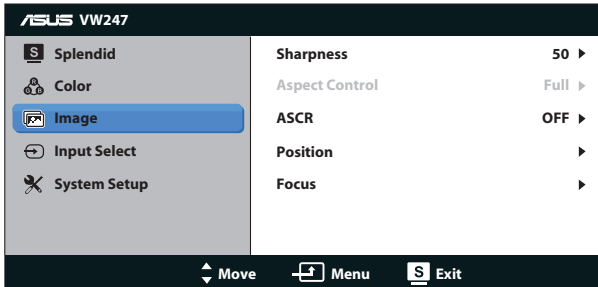 ASUS VW247
S Splendid
Color
Image
Input Select
System Setup
Sharpness 50
Aspect Control Full
ASCR OFF
Position
Focus
Move Menu S Exit